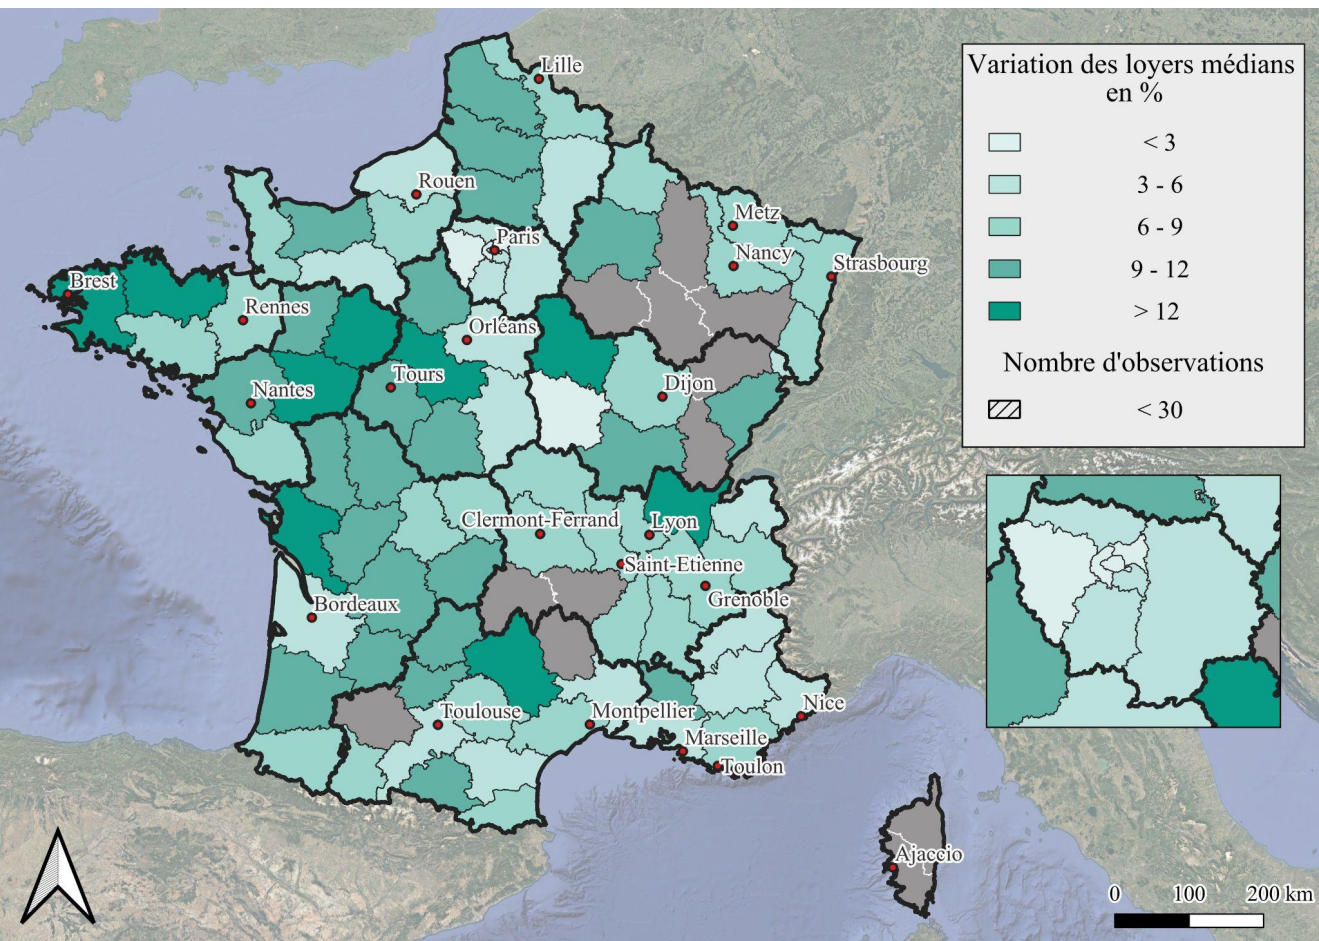 Variation des loyers médians
en %
< 3
3 - 6
6 - 9
9 - 12
> 12
Nombre d'observations
< 30
Lille
Rouen
Paris
Metz
Nancy
Strasbourg
Brest
Rennes
Orléans
Nantes
Tours
Dijon
Clermont-Ferrand
Lyon
Saint-Etienne
Grenoble
Bordeaux
Toulouse
Montpellier
Nice
Marseille
Toulon
Ajaccio
0 100 200 km